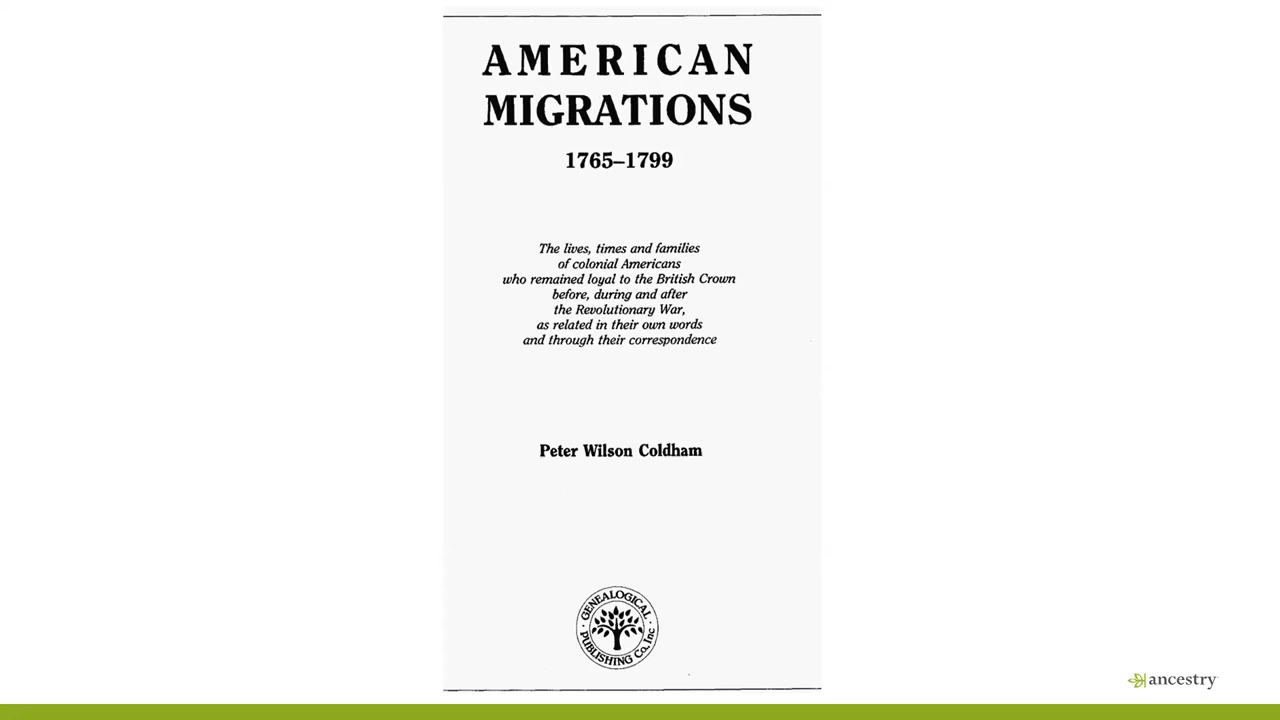 AMERICAN
MIGRATIONS
1765–1799
The lives, times and families
of colonial Americans
who remained loyal to the British Crown
before, during and after
the Revolutionary War,
as related in their own words
and through their correspondence
Peter Wilson Coldham
GENEALOGICAL
PUBLISHING Co., Inc
ancestry